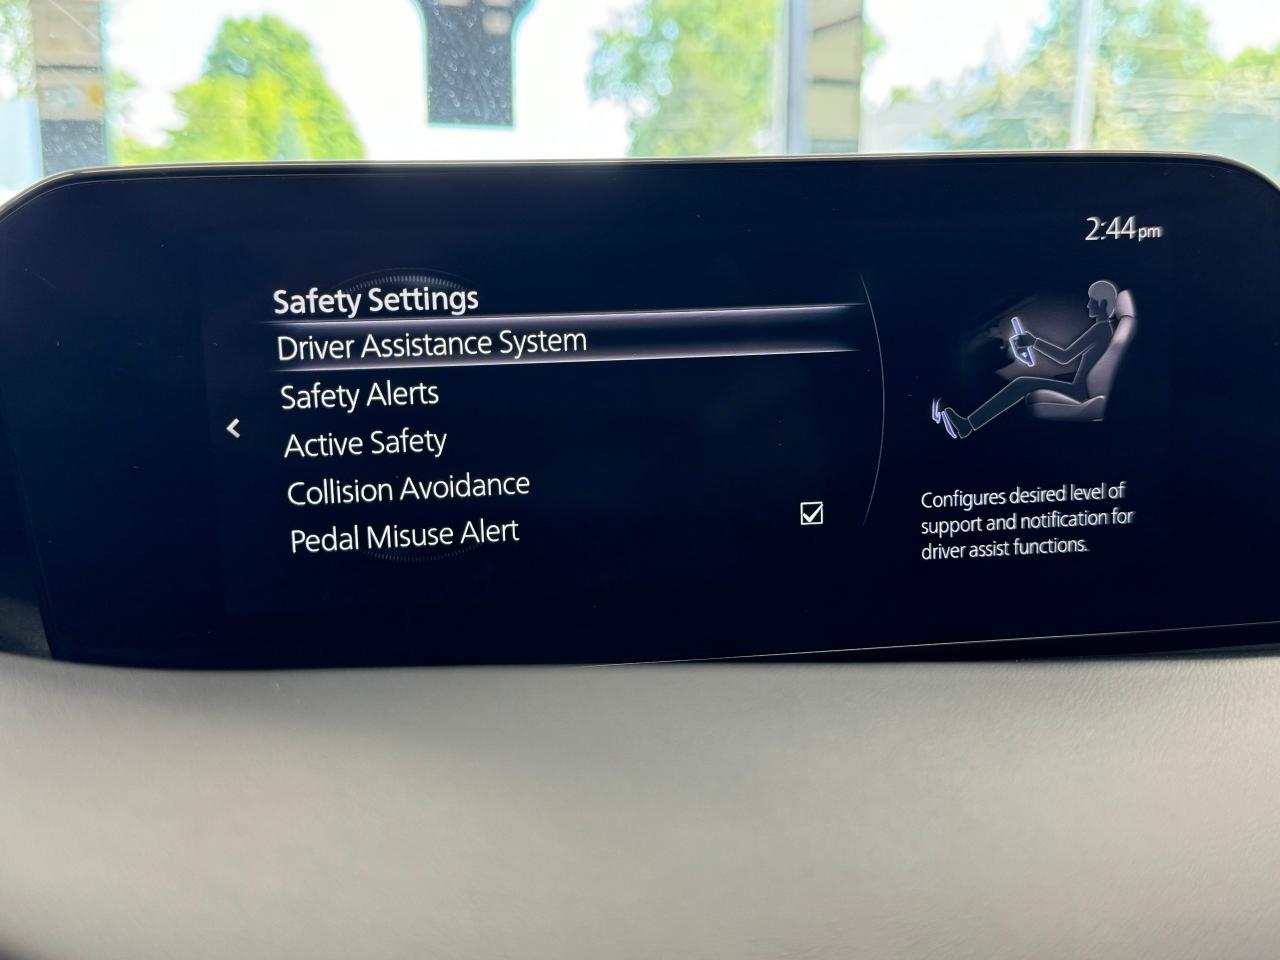 2:44pm
Safety Settings
Driver Assistance System
Safety Alerts
Active Safety
Collision Avoidance
Pedal Misuse Alert
Configures desired level of
support and notification for
driver assist functions.